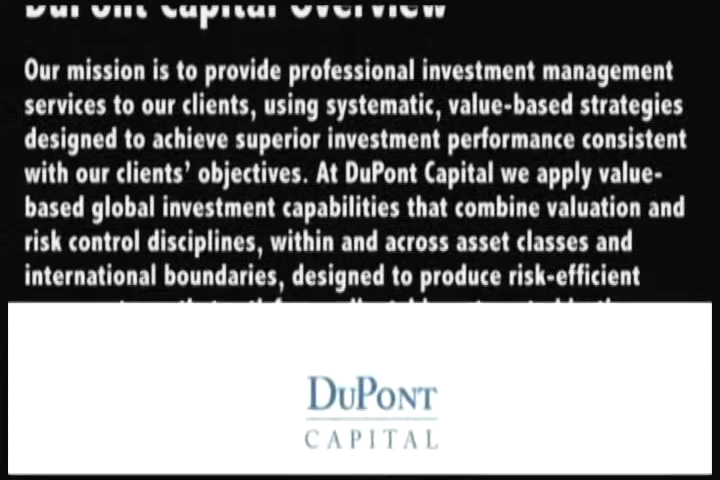 DuPont Capital Overview
Our mission is to provide professional investment management
services to our clients, using systematic, value-based strategies
designed to achieve superior investment performance consistent
with our clients’ objectives. At DuPont Capital we apply value-
based global investment capabilities that combine valuation and
risk control disciplines, within and across asset classes and
international boundaries, designed to produce risk-efficient
DUPONT
CAPITAL